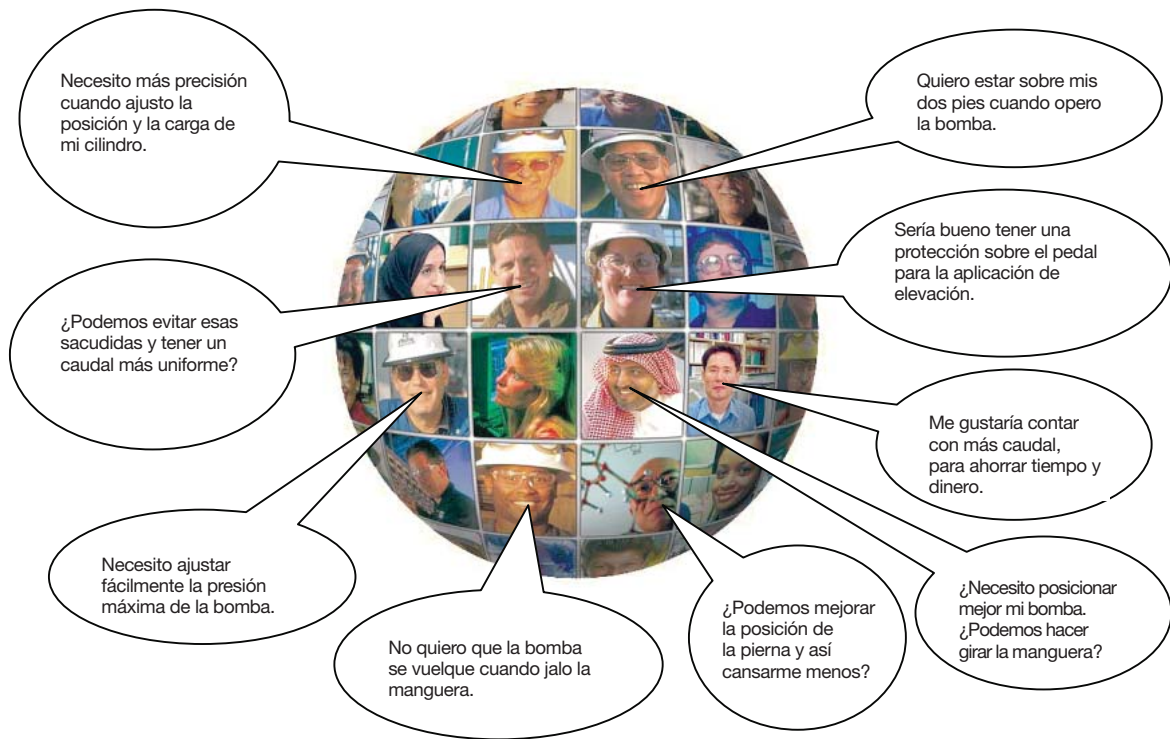 Necesito más precisión
cuando ajusto la
posición y la carga de
mi cilindro.
Quiero estar sobre mis
dos pies cuando opero
la bomba.
Sería bueno tener una
protección sobre el pedal
para la aplicación de
elevación.
¿Podemos evitar esas
sacudidas y tener un
caudal más uniforme?
Me gustaría contar
con más caudal,
para ahorrar tiempo y
dinero.
Necesito ajustar
fácilmente la presión
máxima de la bomba.
No quiero que la bomba
se vuelque cuando jalo la
manguera.
¿Podemos mejorar
la posición de
la pierna y así
cansarme menos?
¿Necesito posicionar
mejor mi bomba.
¿Podemos hacer
girar la manguera?